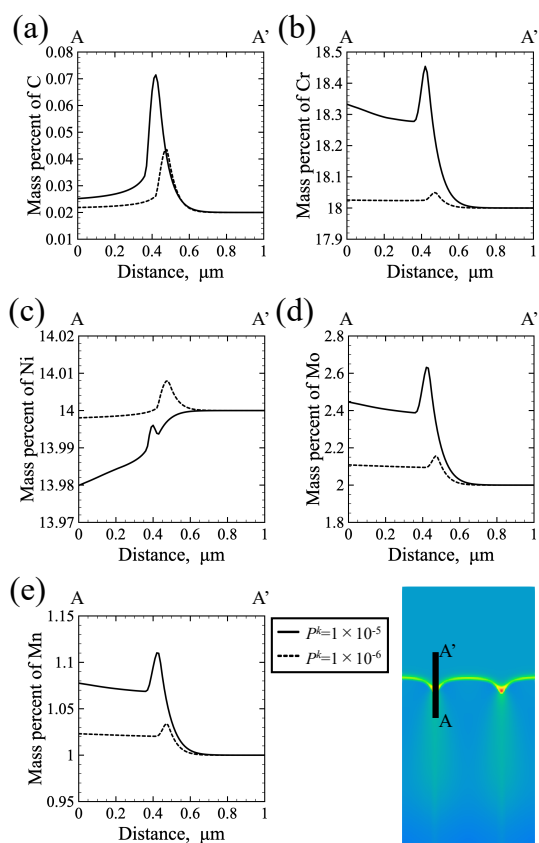 (a)
A A’
0.08
0.07
0.06
0.05
0.04
0.03
0.02
0.01
0 0.2 0.4 0.6 0.8 1
Mass percent of C
Distance, μm
(b)
A A’
18.5
18.4
18.3
18.2
18.1
18
17.9
0 0.2 0.4 0.6 0.8 1
Mass percent of Cr
Distance, μm
(c)
A A’
14.02
14.01
14
13.99
13.98
13.97
0 0.2 0.4 0.6 0.8 1
Mass percent of Ni
Distance, μm
(d)
A A’
2.8
2.6
2.4
2.2
2
1.8
0 0.2 0.4 0.6 0.8 1
Mass percent of Mo
Distance, μm
(e)
A A’
1.15
1.1
1.05
1
0.95
0 0.2 0.4 0.6 0.8 1
Mass percent of Mn
Distance, μm
Pᵏ=1 × 10⁻⁵
Pᵏ=1 × 10⁻⁶
A’
A